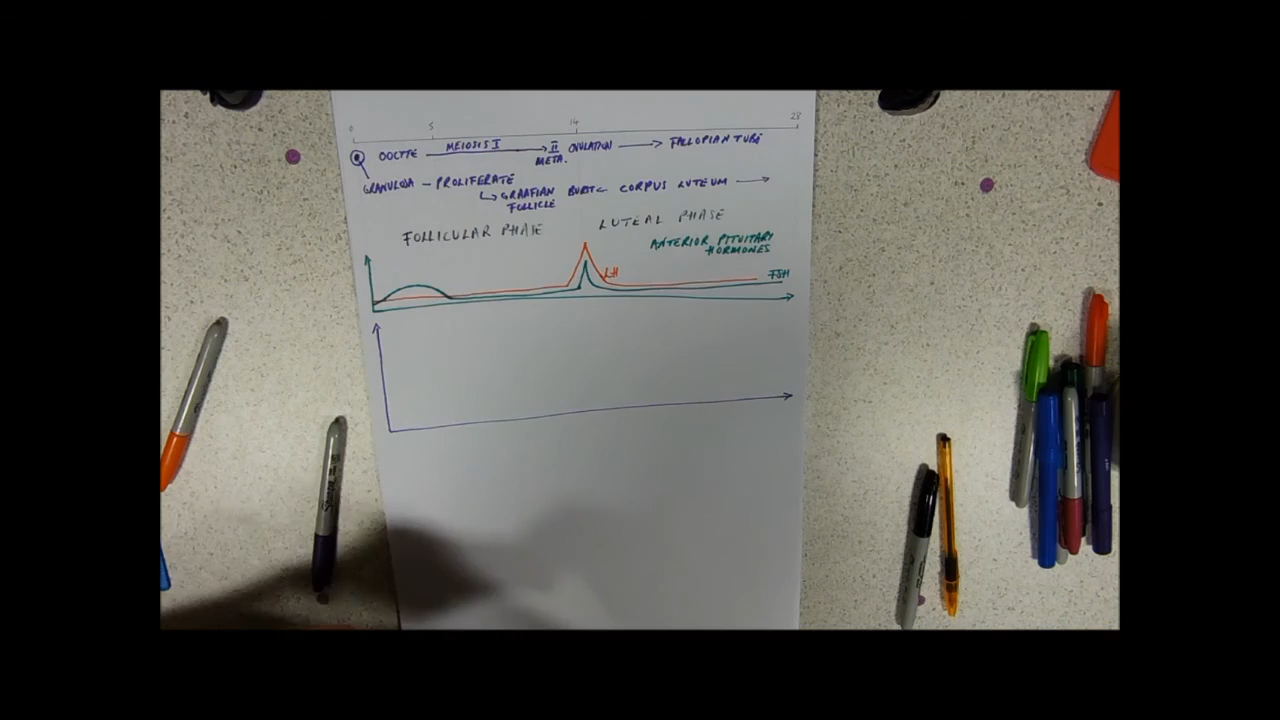 0 5 14 28
OOCYTE MEIOSIS I II OVULATION FALLOPIAN TUBE
META.
GRANULOSA - PROLIFERATE
GRAAFIAN BURST CORPUS LUTEUM
FOLLICLE
FOLLICULAR PHASE LUTEAL PHASE
ANTERIOR PITUITARY
HORMONES
LH FSH